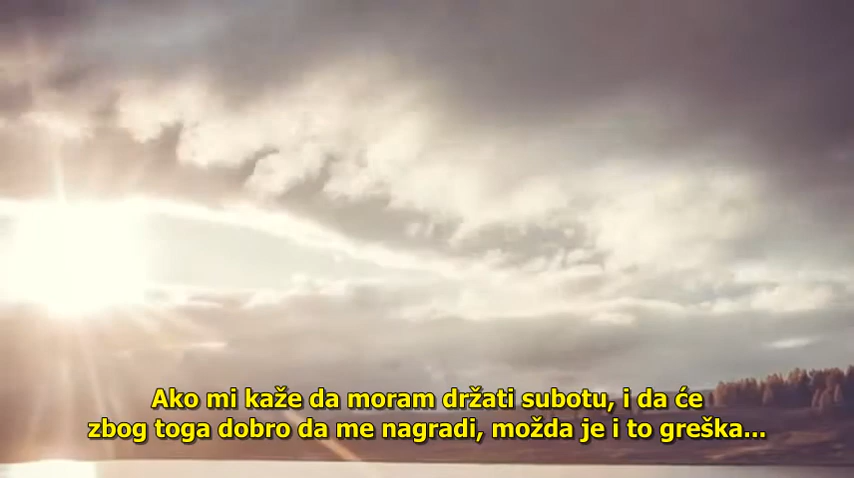 Ako mi kaže da moram držati subotu, i da će
zbog toga dobro da me nagradi, možda je i to greška...